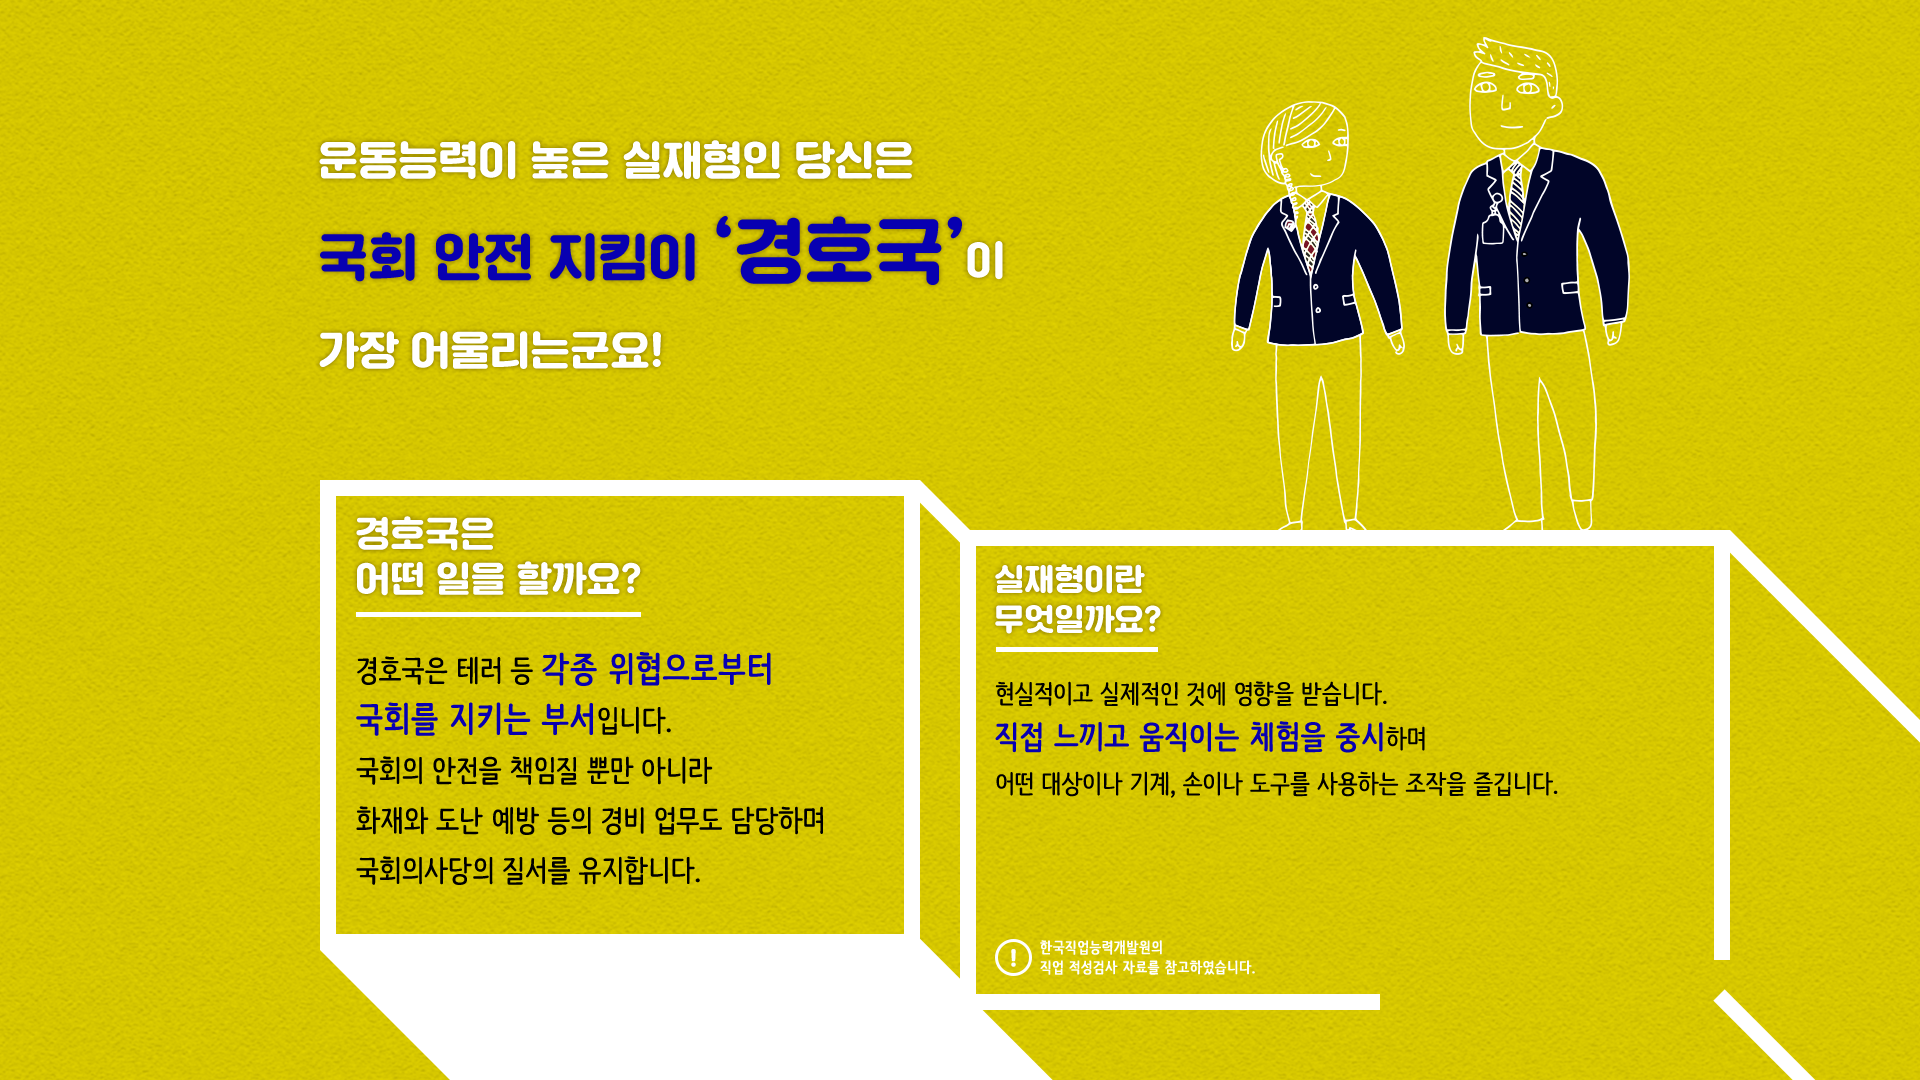 운동능력이 높은 실재형인 당신은
국회 안전 지킴이 ‘경호국’이
가장 어울리는군요!
경호국은
어떤 일을 할까요?
경호국은 테러 등 각종 위협으로부터
국회를 지키는 부서입니다.
국회의 안전을 책임질 뿐만 아니라
화재와 도난 예방 등의 경비 업무도 담당하며
국회의사당의 질서를 유지합니다.
실재형이란
무엇일까요?
현실적이고 실제적인 것에 영향을 받습니다.
직접 느끼고 움직이는 체험을 중시하며
어떤 대상이나 기계, 손이나 도구를 사용하는 조작을 즐깁니다.
한국직업능력개발원의
직업 적성검사 자료를 참고하였습니다.